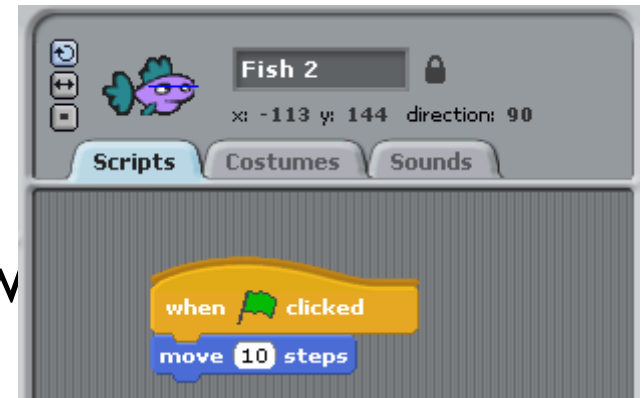 Fish 2
x: -113 y: 144 direction: 90
Scripts Costumes Sounds
M
when clicked
move 10 steps